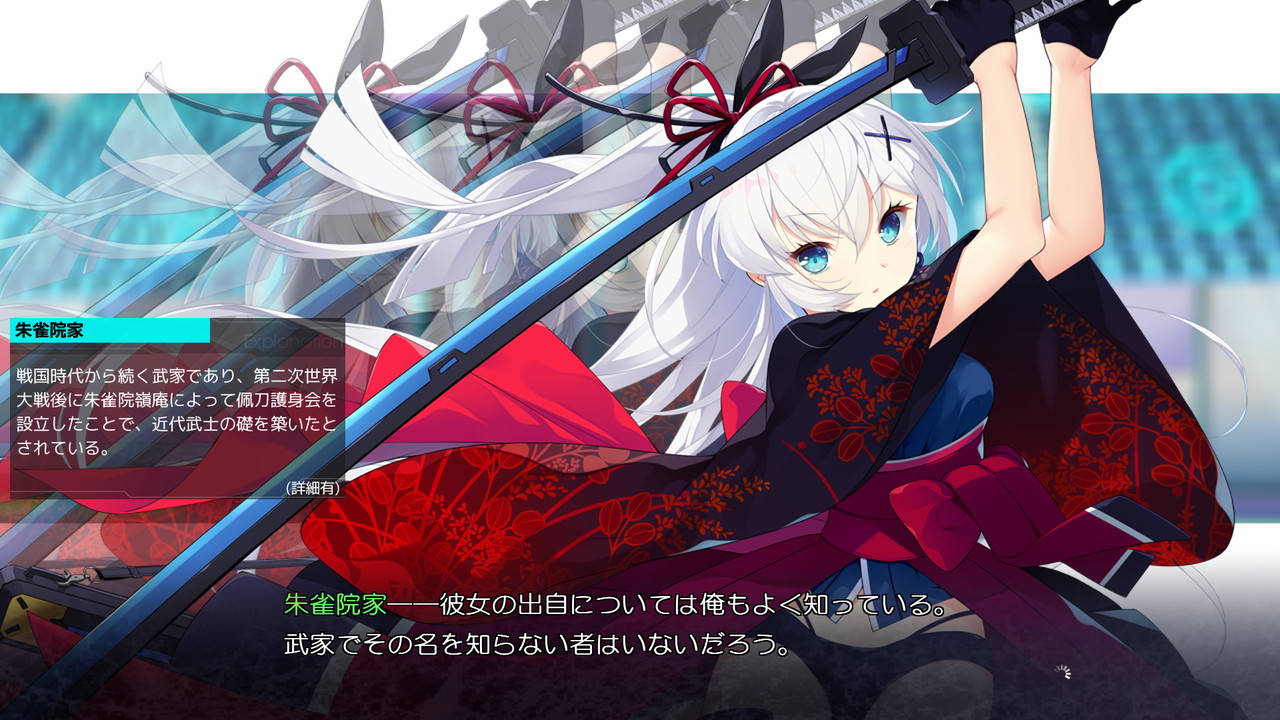 朱雀院家
Explanation
戦国時代から続く武家であり、第二次世界
大戦後に朱雀院嶺庵によって佩刀護身会を
設立したことで、近代武士の礎を築いたと
されている。
(詳細有)
朱雀院家――彼女の出自については俺もよく知っている。
武家でその名を知らない者はいないだろう。